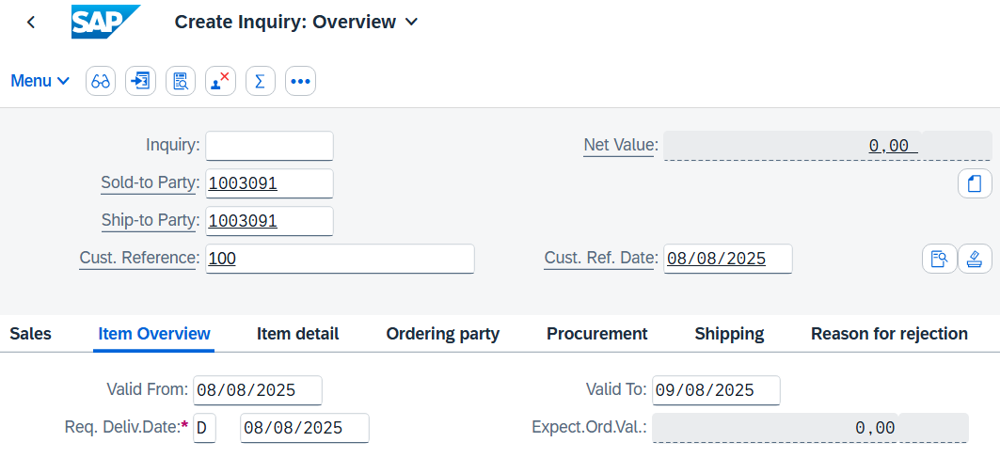 SAP Create Inquiry: Overview
Menu
Inquiry: Net Value: 0,00
Sold-to Party: 1003091
Ship-to Party: 1003091
Cust. Reference: 100 Cust. Ref. Date: 08/08/2025
Sales Item Overview Item detail Ordering party Procurement Shipping Reason for rejection
Valid From: 08/08/2025 Valid To: 09/08/2025
Req. Deliv.Date:* D 08/08/2025 Expect.Ord.Val.: 0,00